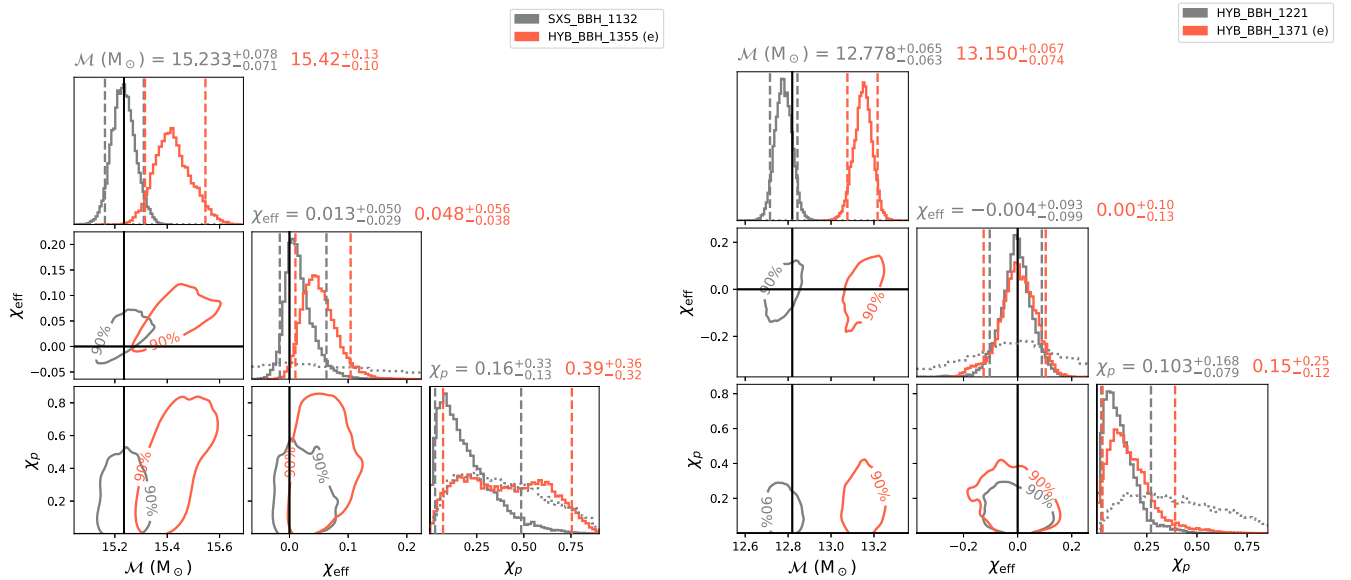 SXS_BBH_1132
HYB_BBH_1355 (e)
ℳ (M⊙) = 15.233 +0.078 −0.071 15.42 +0.13 −0.10
χeff = 0.013 +0.050 −0.029 0.048 +0.056 −0.038
χp = 0.16 +0.33 −0.13 0.39 +0.36 −0.32
χeff
0.20
0.15
0.10
0.05
0.00
−0.05
90%
90%
χp
0.8
0.6
0.4
0.2
90%
90%
90%
90%
15.2 15.4 15.6
0.0 0.1 0.2
0.25 0.50 0.75
ℳ (M⊙)
χeff
χp
HYB_BBH_1221
HYB_BBH_1371 (e)
ℳ (M⊙) = 12.778 +0.065 −0.063 13.150 +0.067 −0.074
χeff = −0.004 +0.093 −0.099 0.00 +0.10 −0.13
χp = 0.103 +0.168 −0.079 0.15 +0.25 −0.12
χeff
0.2
0.0
−0.2
90%
90%
χp
0.8
0.6
0.4
0.2
90%
90%
90%
90%
12.6 12.8 13.0 13.2
−0.2 0.0 0.2
0.25 0.50 0.75
ℳ (M⊙)
χeff
χp